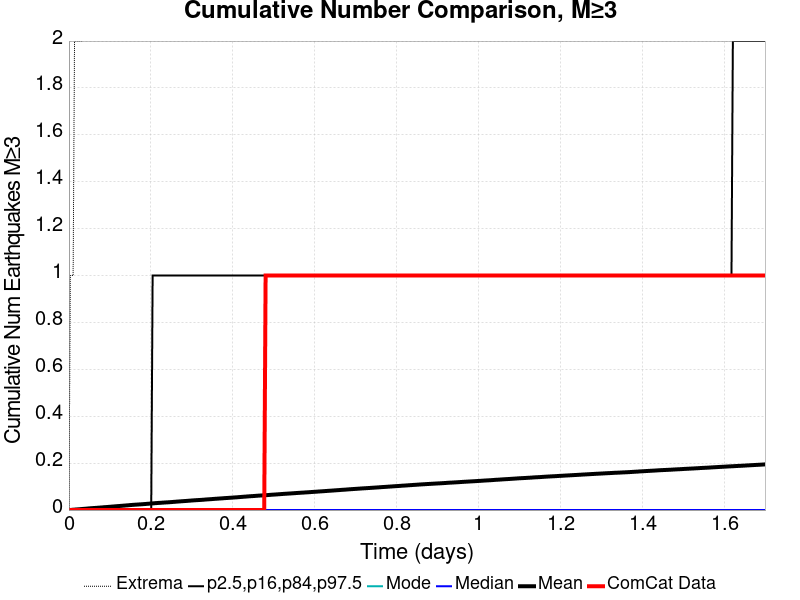 Cumulative Number Comparison, M≥3
Cumulative Num Earthquakes M≥3
2
1.8
1.6
1.4
1.2
1
0.8
0.6
0.4
0.2
0
0 0.2 0.4 0.6 0.8 1 1.2 1.4 1.6
Time (days)
Extrema p2.5,p16,p84,p97.5 Mode Median Mean ComCat Data